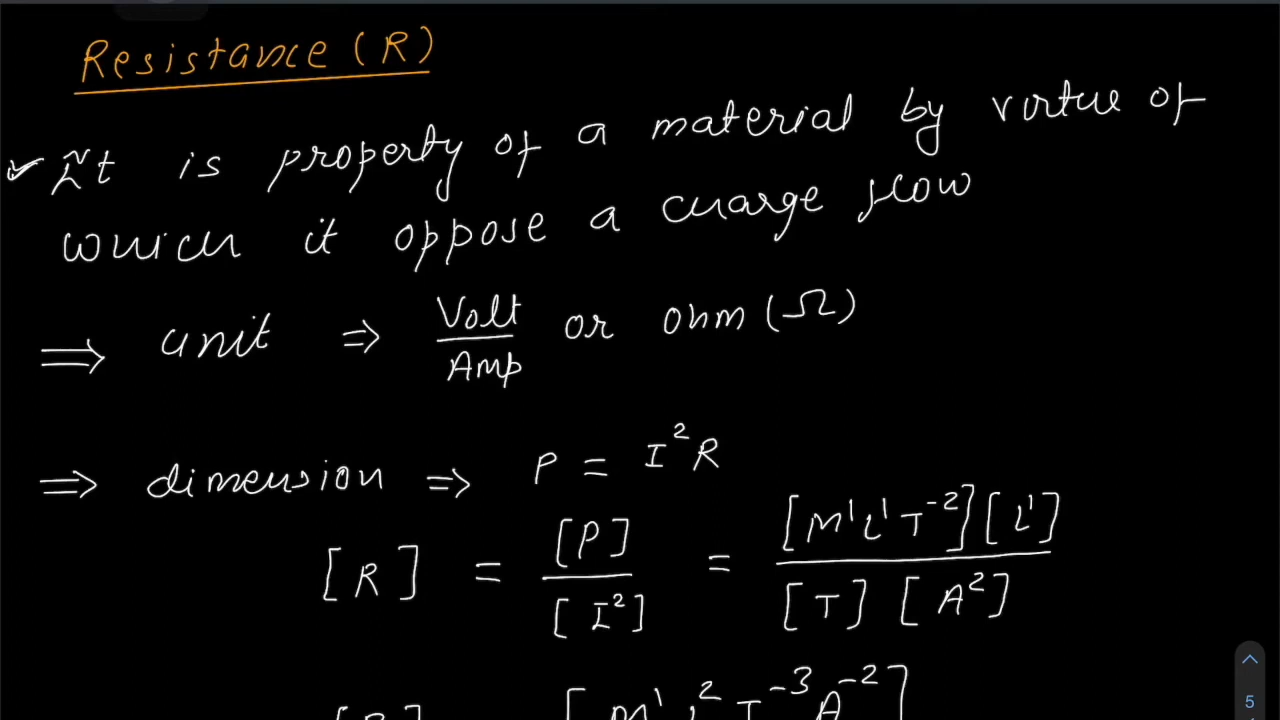 Resistance (R)
It is property of a material by virtue of
which it oppose a charge flow
⇒ unit ⇒ Volt/Amp or ohm (Ω)
⇒ dimension ⇒ P = I²R
[R] = [P]/[I²] = [M¹L¹T⁻²][L¹]/[T][A²]
[M¹L²T⁻³A⁻²]
5